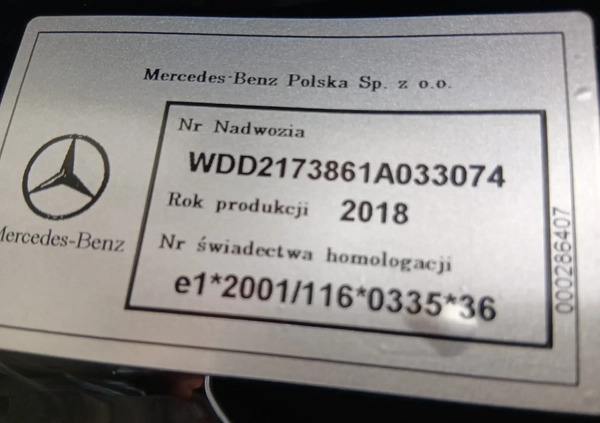 Mercedes-Benz Polska Sp. z o.o.
Nr Nadwozia
WDD2173861A033074
Rok produkcji 2018
Nr świadectwa homologacji
e1*2001/116*0335*36
Mercedes-Benz
000286407